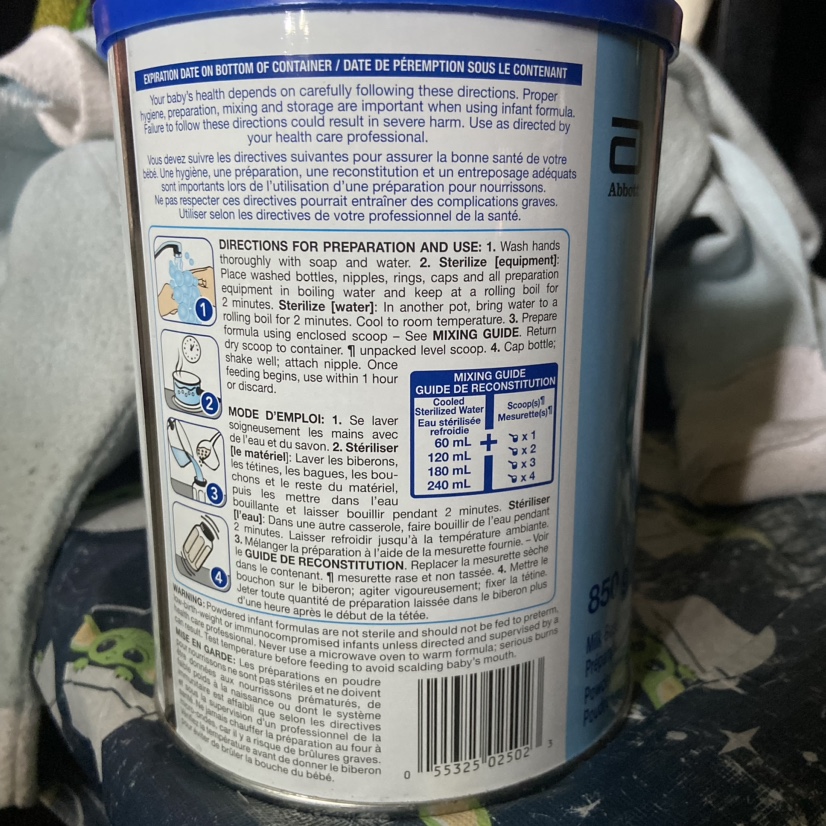 EXPIRATION DATE ON BOTTOM OF CONTAINER / DATE DE PÉREMPTION SOUS LE CONTENANT
Your baby's health depends on carefully following these directions. Proper
hygiene, preparation, mixing and storage are important when using infant formula.
Failure to follow these directions could result in severe harm. Use as directed by
your health care professional.
Vous devez suivre les directives suivantes pour assurer la bonne santé de votre
bébé. Une hygiène, une préparation, une reconstitution et un entreposage adéquats
sont importants lors de l'utilisation d'une préparation pour nourrissons.
Ne pas respecter ces directives pourrait entraîner des complications graves.
Utiliser selon les directives de votre professionnel de la santé.
Abbott
DIRECTIONS FOR PREPARATION AND USE: 1. Wash hands
thoroughly with soap and water. 2. Sterilize [equipment]:
Place washed bottles, nipples, rings, caps and all preparation
equipment in boiling water and keep at a rolling boil for
2 minutes. Sterilize [water]: In another pot, bring water to a
rolling boil for 2 minutes. Cool to room temperature. 3. Prepare
formula using enclosed scoop – See MIXING GUIDE. Return
dry scoop to container. ¶ unpacked level scoop. 4. Cap bottle;
shake well; attach nipple. Once
feeding begins, use within 1 hour
or discard.
1
2
3
4
MIXING GUIDE
GUIDE DE RECONSTITUTION
Cooled
Sterilized Water
Eau stérilisée
refroidie
Scoop(s)¶
Mesurette(s)¶
60 mL + x 1
120 mL x 2
180 mL x 3
240 mL x 4
MODE D'EMPLOI: 1. Se laver
soigneusement les mains avec
de l'eau et du savon. 2. Stériliser
[le matériel]: Laver les biberons,
les tétines, les bagues, les bou-
chons et le reste du matériel,
puis les mettre dans l'eau
bouillante et laisser bouillir pendant 2 minutes. Stériliser
[l'eau]: Dans une autre casserole, faire bouillir de l'eau pendant
2 minutes. Laisser refroidir jusqu'à la température ambiante.
3. Mélanger la préparation à l'aide de la mesurette fournie. – Voir
le GUIDE DE RECONSTITUTION. Replacer la mesurette sèche
dans le contenant. ¶ mesurette rase et non tassée. 4. Mettre le
bouchon sur le biberon; agiter vigoureusement; fixer la tétine.
Jeter toute quantité de préparation laissée dans le biberon plus
d'une heure après le début de la tétée.
WARNING: Powdered infant formulas are not sterile and should not be fed to preterm,
low-birth-weight or immunocompromised infants unless directed and supervised by a
health care professional. Never use a microwave oven to warm formula; serious burns
can result. Test temperature before feeding to avoid scalding baby's mouth.
MISE EN GARDE: Les préparations en poudre
pour nourrissons ne sont pas stériles et ne doivent
données aux nourrissons prématurés, de
poids à la naissance ou dont le système
immunitaire est affaibli que selon les directives
et sous la supervision d'un professionnel de la
santé. Ne jamais chauffer la préparation au four à
micro-ondes, car il y a risque de brûlures graves.
la température avant de donner le biberon
pour éviter de brûler la bouche du bébé.
0 55325 02502 3
850 g